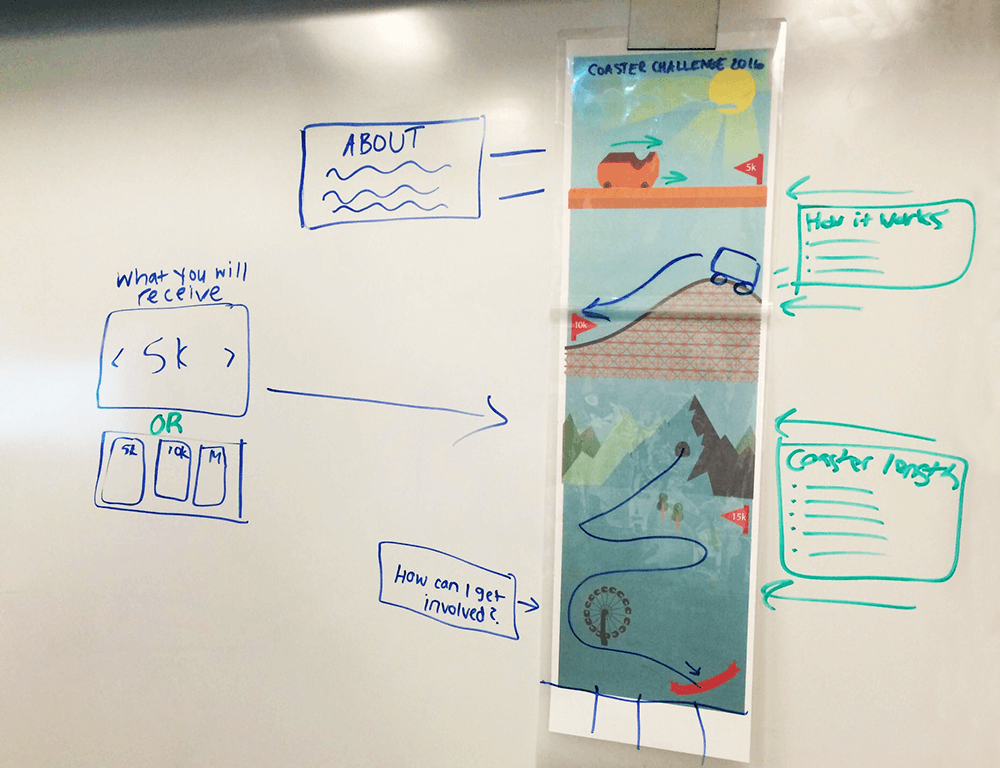 COASTER CHALLENGE 2016
ABOUT
5k
How it works
What you will
receive
10k
< 5k >
OR
5k 10k M
Coaster length
15k
How can I get
involved?